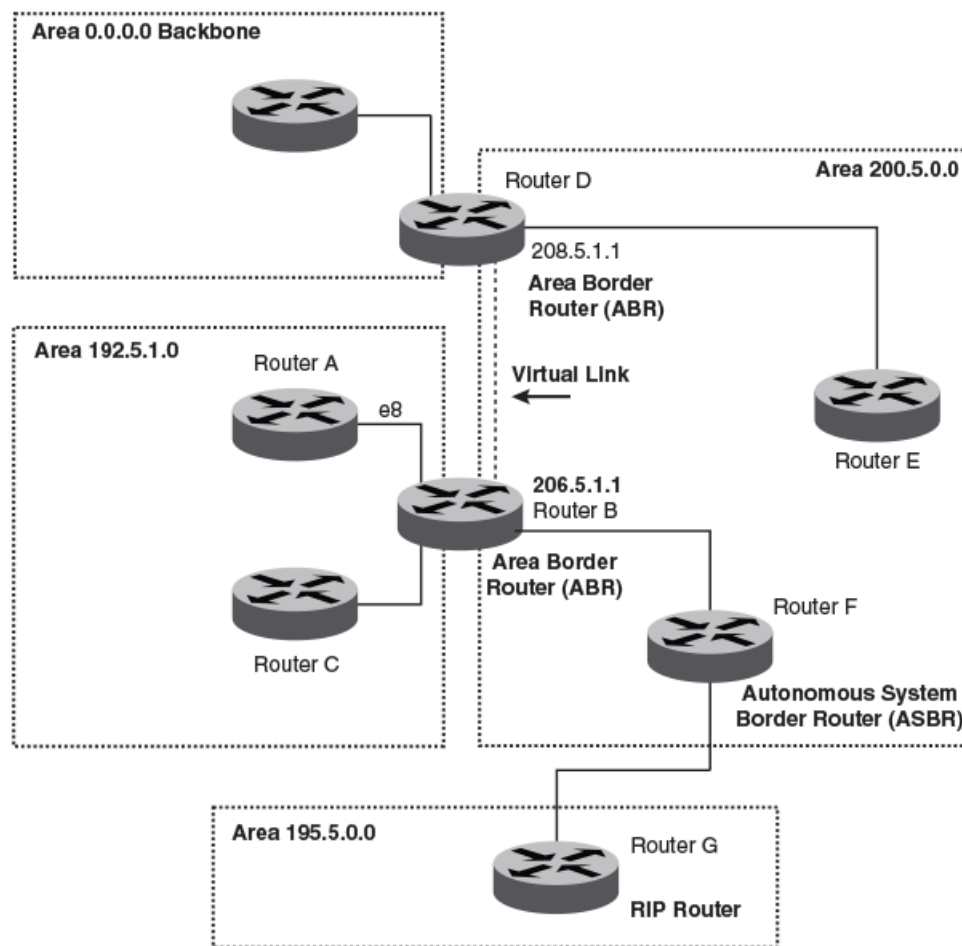 Area 0.0.0.0 Backbone
Router D
Area 200.5.0.0
208.5.1.1
Area Border
Router (ABR)
Area 192.5.1.0
Router A
e8
Virtual Link
Router E
206.5.1.1
Router B
Area Border
Router (ABR)
Router C
Router F
Autonomous System
Border Router (ASBR)
Area 195.5.0.0
Router G
RIP Router